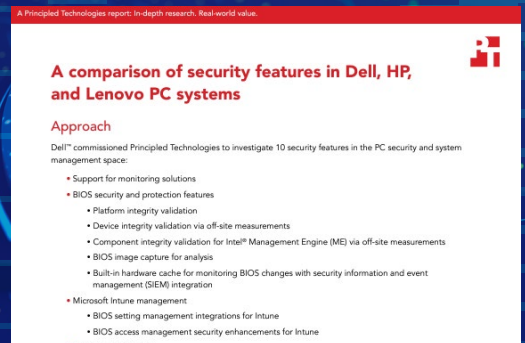 A Principled Technologies report: In-depth research. Real-world value.
PT
A comparison of security features in Dell, HP,
and Lenovo PC systems
Approach
Dell™ commissioned Principled Technologies to investigate 10 security features in the PC security and system
management space:
• Support for monitoring solutions
• BIOS security and protection features
• Platform integrity validation
• Device integrity validation via off-site measurements
• Component integrity validation for Intel® Management Engine (ME) via off-site measurements
• BIOS image capture for analysis
• Built-in hardware cache for monitoring BIOS changes with security information and event
management (SIEM) integration
• Microsoft Intune management
• BIOS setting management integrations for Intune
• BIOS access management security enhancements for Intune